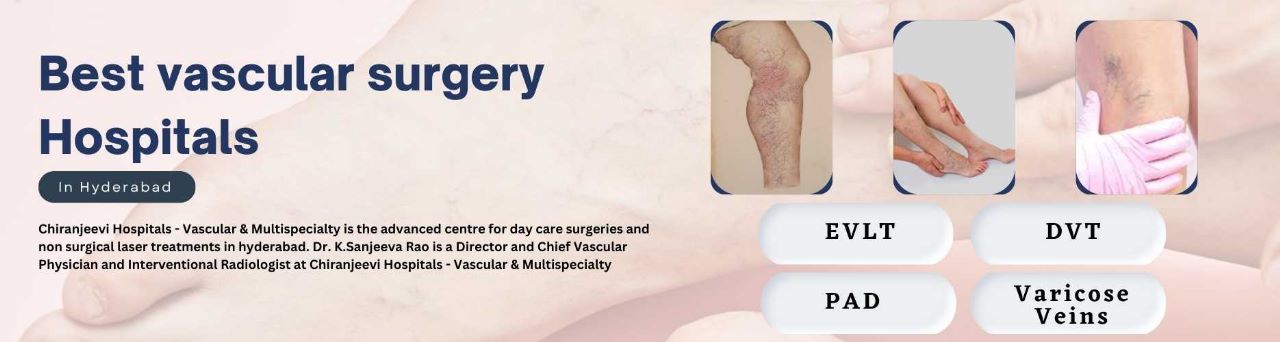 Best vascular surgery
Hospitals
In Hyderabad
Chiranjeevi Hospitals - Vascular & Multispecialty is the advanced centre for day care surgeries and
non surgical laser treatments in hyderabad. Dr. K.Sanjeeva Rao is a Director and Chief Vascular
Physician and Interventional Radiologist at Chiranjeevi Hospitals - Vascular & Multispecialty
EVLT
DVT
PAD
Varicose
Veins